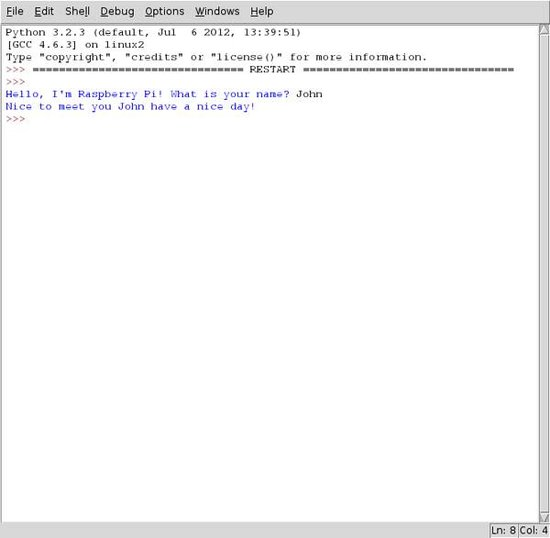 File Edit Shell Debug Options Windows Help
Python 3.2.3 (default, Jul  6 2012, 13:39:51)
[GCC 4.6.3] on linux2
Type "copyright", "credits" or "license()" for more information.
>>> ================================ RESTART ================================
>>>
Hello, I'm Raspberry Pi! What is your name? John
Nice to meet you John have a nice day!
>>>
Ln: 8 Col: 4